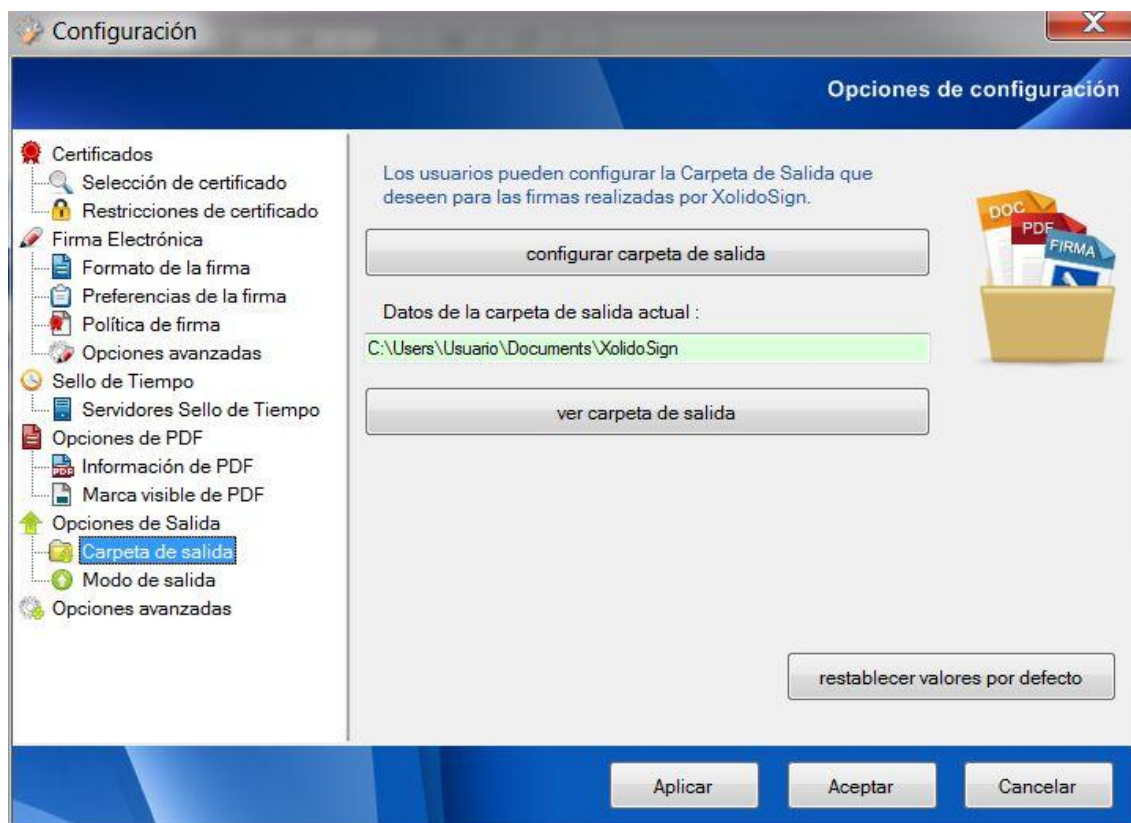 Configuración
Opciones de configuración
Certificados
Selección de certificado
Restricciones de certificado
Firma Electrónica
Formato de la firma
Preferencias de la firma
Política de firma
Opciones avanzadas
Sello de Tiempo
Servidores Sello de Tiempo
Opciones de PDF
Información de PDF
Marca visible de PDF
Opciones de Salida
Carpeta de salida
Modo de salida
Opciones avanzadas
Los usuarios pueden configurar la Carpeta de Salida que
deseen para las firmas realizadas por XolidoSign.
DOC
PDF
FIRMA
configurar carpeta de salida
Datos de la carpeta de salida actual :
C:\Users\Usuario\Documents\XolidoSign
ver carpeta de salida
restablecer valores por defecto
Aplicar
Aceptar
Cancelar